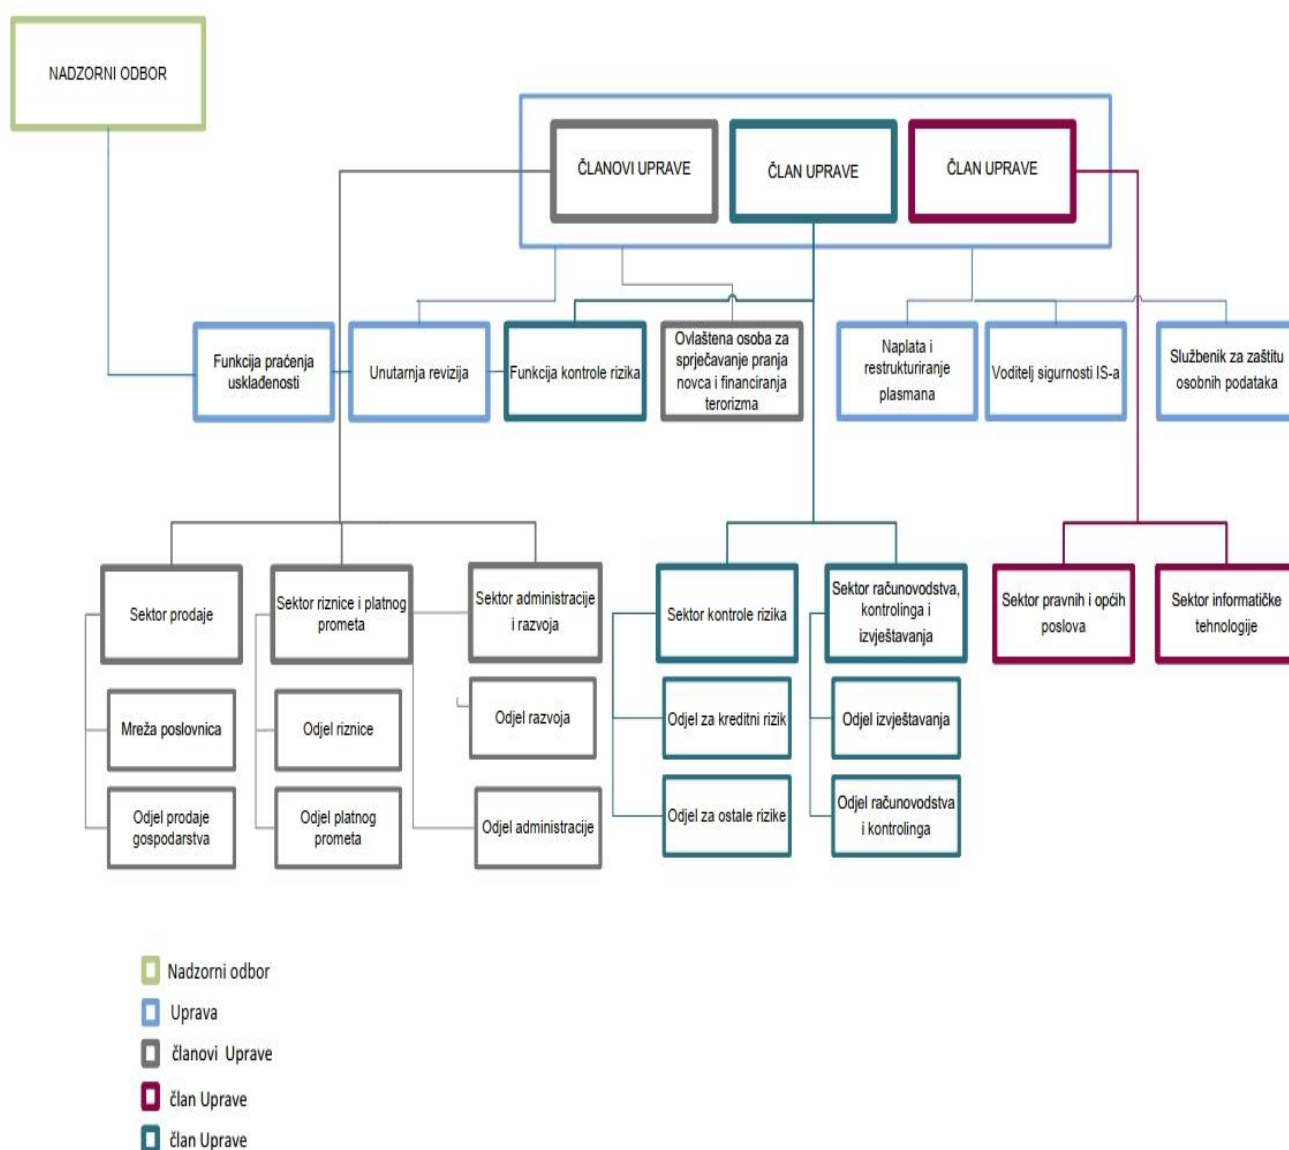 NADZORNI ODBOR
ČLANOVI UPRAVE
ČLAN UPRAVE
ČLAN UPRAVE
Funkcija praćenja
usklađenosti
Unutarnja revizija
Funkcija kontrole rizika
Ovlaštena osoba za
sprječavanje pranja
novca i financiranja
terorizma
Naplata i
restrukturiranje
plasmana
Voditelj sigurnosti IS-a
Službenik za zaštitu
osobnih podataka
Sektor prodaje
Sektor riznice i platnog
prometa
Sektor administracije
i razvoja
Sektor kontrole rizika
Sektor računovodstva,
kontrolinga i
izvještavanja
Sektor pravnih i općih
poslova
Sektor informatičke
tehnologije
Mreža poslovnica
Odjel riznice
Odjel razvoja
Odjel za kreditni rizik
Odjel izvještavanja
Odjel prodaje
gospodarstva
Odjel platnog
prometa
Odjel administracije
Odjel za ostale rizike
Odjel računovodstva
i kontrolinga
Nadzorni odbor
Uprava
članovi Uprave
član Uprave
član Uprave